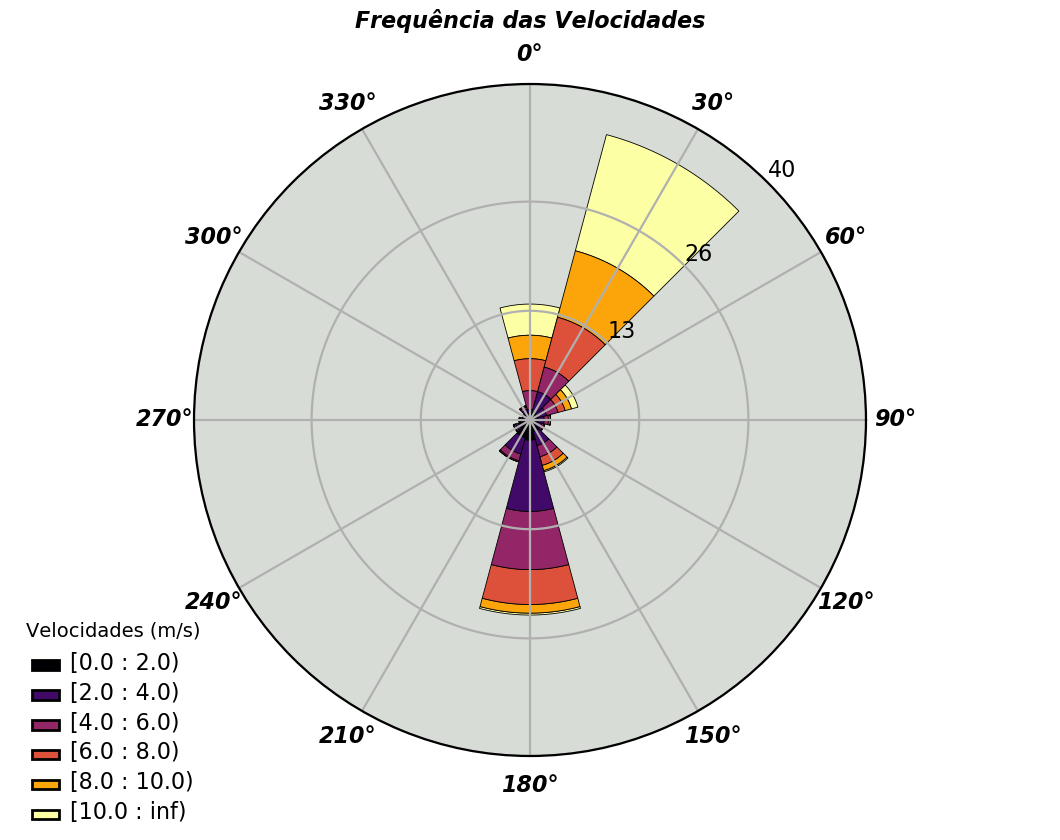 Frequência das Velocidades
0°
330°
30°
40
300°
60°
26
13
270°
90°
240°
120°
210°
150°
180°
Velocidades (m/s)
[0.0 : 2.0)
[2.0 : 4.0)
[4.0 : 6.0)
[6.0 : 8.0)
[8.0 : 10.0)
[10.0 : inf)